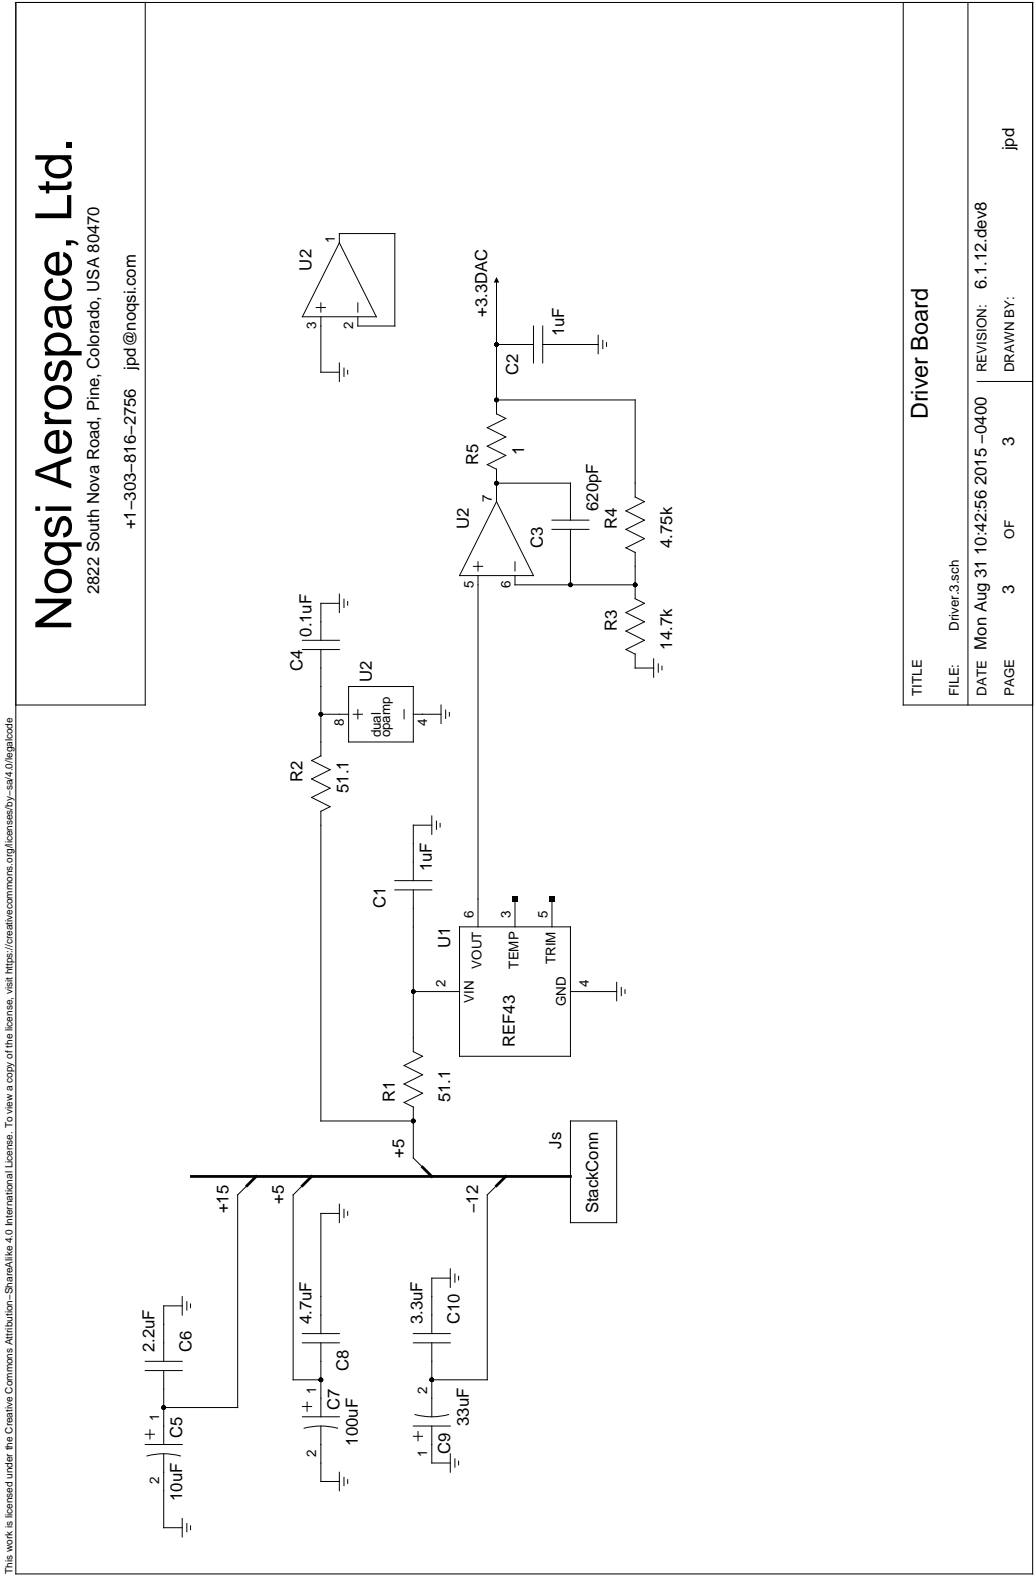 This work is licensed under the Creative Commons Attribution−ShareAlike 4.0 International License. To view a copy of the license, visit https://creativecommons.org/licenses/by−sa/4.0/legalcode
Noqsi Aerospace, Ltd.
2822 South Nova Road, Pine, Colorado, USA 80470
+1−303−816−2756 jpd@noqsi.com
2.2uF
C6
1
+
C5
2
10uF
+15
4.7uF
C8
1
+
C7
2
100uF
+5
3.3uF
C10
2
33uF
1
+
C9
−12
+5
Js
StackConn
R1
51.1
C1
1uF
R2
51.1
C4
0.1uF
U2
8
+
dual
opamp
−
4
U1
2
VIN
REF43
VOUT
6
TEMP
3
TRIM
5
GND
4
U2
3
+
2
−
1
U2
5
+
6
−
7
R5
1
C3
620pF
R4
4.75k
R3
14.7k
C2
1uF
+3.3DAC
TITLE
Driver Board
FILE: Driver.3.sch
DATE Mon Aug 31 10:42:56 2015 −0400 REVISION: 6.1.12.dev8
PAGE 3 OF 3 DRAWN BY: jpd